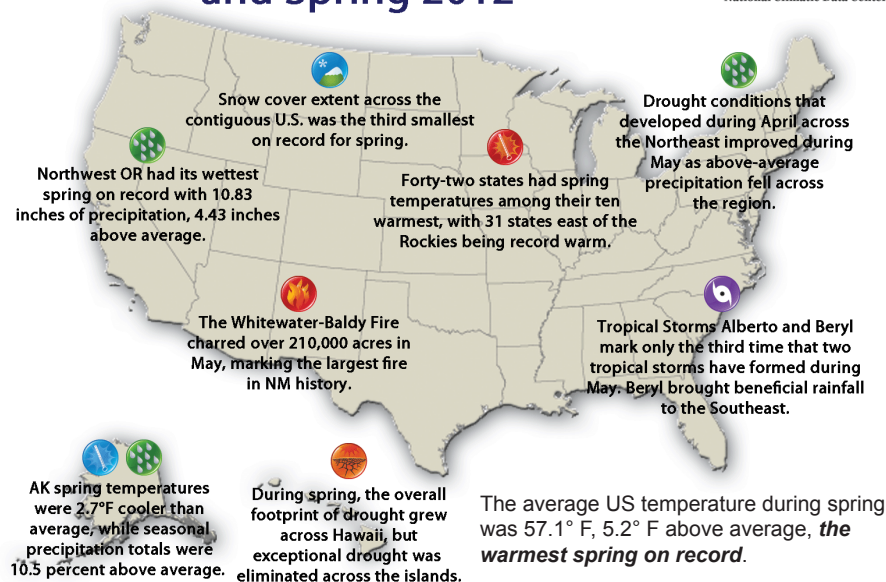 and Spring 2012
National Climatic Data Center
Snow cover extent across the
contiguous U.S. was the third smallest
on record for spring.
Drought conditions that
developed during April across
the Northeast improved during
May as above-average
precipitation fell across
the region.
Northwest OR had its wettest
spring on record with 10.83
inches of precipitation, 4.43 inches
above average.
Forty-two states had spring
temperatures among their ten
warmest, with 31 states east of the
Rockies being record warm.
The Whitewater-Baldy Fire
charred over 210,000 acres in
May, marking the largest fire
in NM history.
Tropical Storms Alberto and Beryl
mark only the third time that two
tropical storms have formed during
May. Beryl brought beneficial rainfall
to the Southeast.
AK spring temperatures
were 2.7°F cooler than
average, while seasonal
precipitation totals were
10.5 percent above average.
During spring, the overall
footprint of drought grew
across Hawaii, but
exceptional drought was
eliminated across the islands.
The average US temperature during spring
was 57.1° F, 5.2° F above average, the
warmest spring on record.